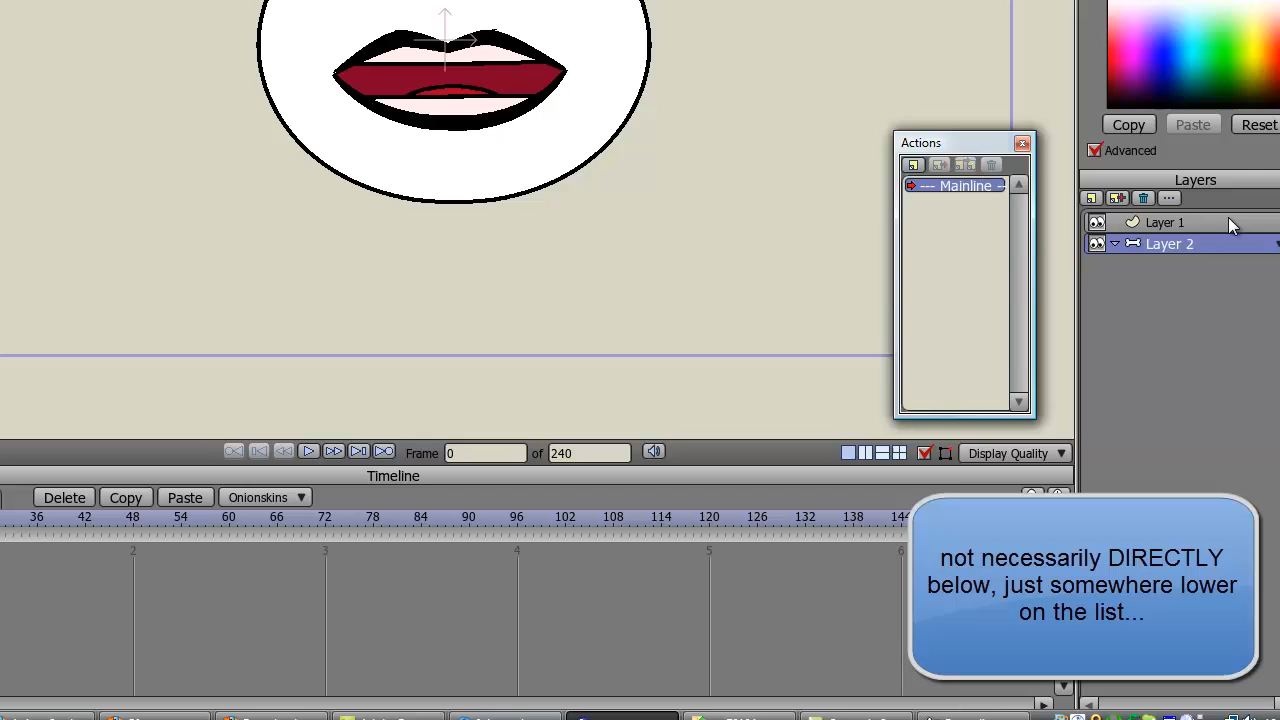 Copy Paste Reset
Advanced
Actions
--- Mainline --
Layers
Layer 1
Layer 2
Frame 0 of 240
Display Quality
Timeline
Delete Copy Paste Onionskins
36 42 48 54 60 66 72 78 84 90 96 102 108 114 120 126 132 138 144
2 3 4 5 6
not necessarily DIRECTLY
below, just somewhere lower
on the list...